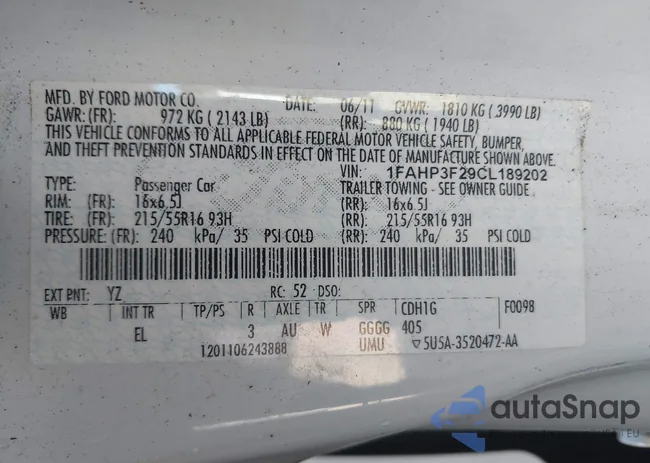 MFD. BY FORD MOTOR CO. DATE: 06/11 GVWR: 1810 KG ( 3990 LB)
GAWR: (FR): 972 KG ( 2143 LB) (RR): 880 KG ( 1940 LB)
THIS VEHICLE CONFORMS TO ALL APPLICABLE FEDERAL MOTOR VEHICLE SAFETY, BUMPER,
AND THEFT PREVENTION STANDARDS IN EFFECT ON THE DATE OF MANUFACTURE SHOWN ABOVE
VIN: 1FAHP3F29CL189202
TYPE: Passenger Car TRAILER TOWING - SEE OWNER GUIDE
RIM: (FR): 16x6.5J (RR): 16x6.5J
TIRE: (FR): 215/55R16 93H (RR): 215/55R16 93H
PRESSURE: (FR): 240 kPa/ 35 PSI COLD (RR): 240 kPa/ 35 PSI COLD
EXT PNT: YZ RC: 52 DSO:
WB INT TR TP/PS R AXLE TR SPR CDH1G F0098
EL 3 AU W GGGG 405
1201106243888 UMU ▽5U5A-3520472-AA
autaSnap